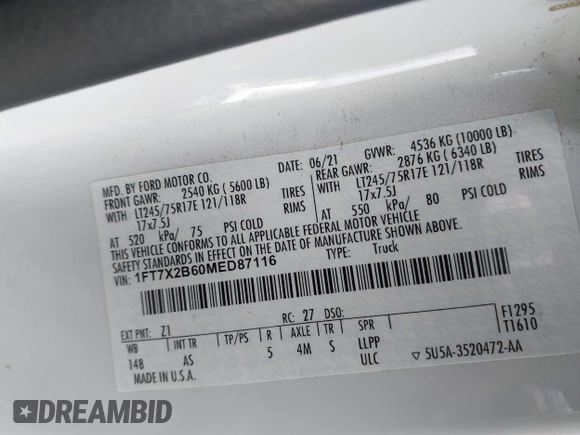 MFD. BY FORD MOTOR CO.
DATE: 06/21
GVWR: 4536 KG (10000 LB)
FRONT GAWR: 2540 KG ( 5600 LB)
REAR GAWR: 2876 KG ( 6340 LB)
WITH LT245/75R17E 121/118R TIRES
WITH LT245/75R17E 121/118R TIRES
17x7.5J RIMS
17x7.5J RIMS
AT 520 kPa/ 75 PSI COLD
AT 550 kPa/ 80 PSI COLD
THIS VEHICLE CONFORMS TO ALL APPLICABLE FEDERAL MOTOR VEHICLE
SAFETY STANDARDS IN EFFECT ON THE DATE OF MANUFACTURE SHOWN ABOVE.
VIN: 1FT7X2B60MED87116
TYPE: Truck
EXT PNT: Z1 RC: 27 DSO:
WB INT TR TP/PS R AXLE TR SPR
148 AS 5 4M S LLPP
ULC
F1295
T1610
MADE IN U.S.A.
▽ 5U5A-3520472-AA
DREAMBID